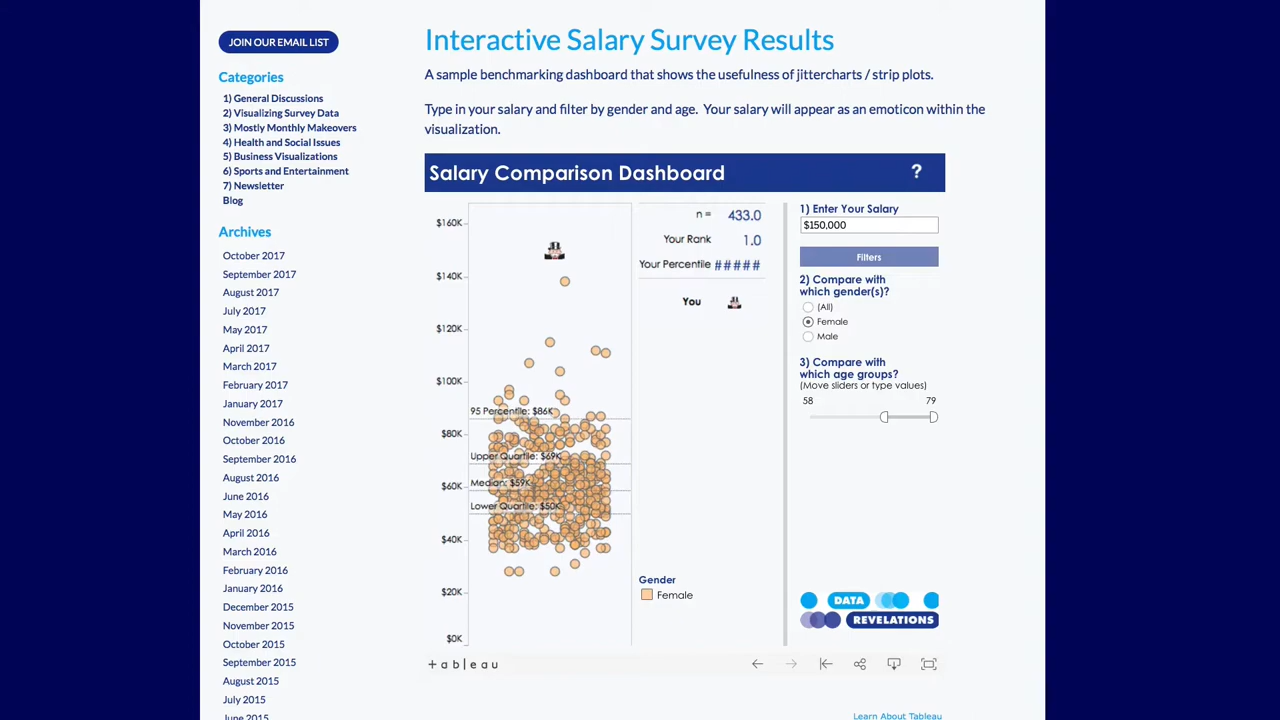 JOIN OUR EMAIL LIST
Categories
1) General Discussions
2) Visualizing Survey Data
3) Mostly Monthly Makeovers
4) Health and Social Issues
5) Business Visualizations
6) Sports and Entertainment
7) Newsletter
Blog
Archives
October 2017
September 2017
August 2017
July 2017
May 2017
April 2017
March 2017
February 2017
January 2017
November 2016
October 2016
September 2016
August 2016
June 2016
May 2016
April 2016
March 2016
February 2016
January 2016
December 2015
November 2015
October 2015
September 2015
August 2015
July 2015
June 2015
Interactive Salary Survey Results
A sample benchmarking dashboard that shows the usefulness of jittercharts / strip plots.
Type in your salary and filter by gender and age. Your salary will appear as an emoticon within the
visualization.
Salary Comparison Dashboard ?
$160K
$140K
$120K
$100K
$80K
$60K
$40K
$20K
$0K
95 Percentile: $86K
Upper Quartile: $69K
Median: $59K
Lower Quartile: $50K
n = 433.0
Your Rank 1.0
Your Percentile #####
You
Gender
Female
1) Enter Your Salary
$150,000
Filters
2) Compare with
which gender(s)?
(All)
Female
Male
3) Compare with
which age groups?
(Move sliders or type values)
58 79
DATA
REVELATIONS
+ableau
Learn About Tableau